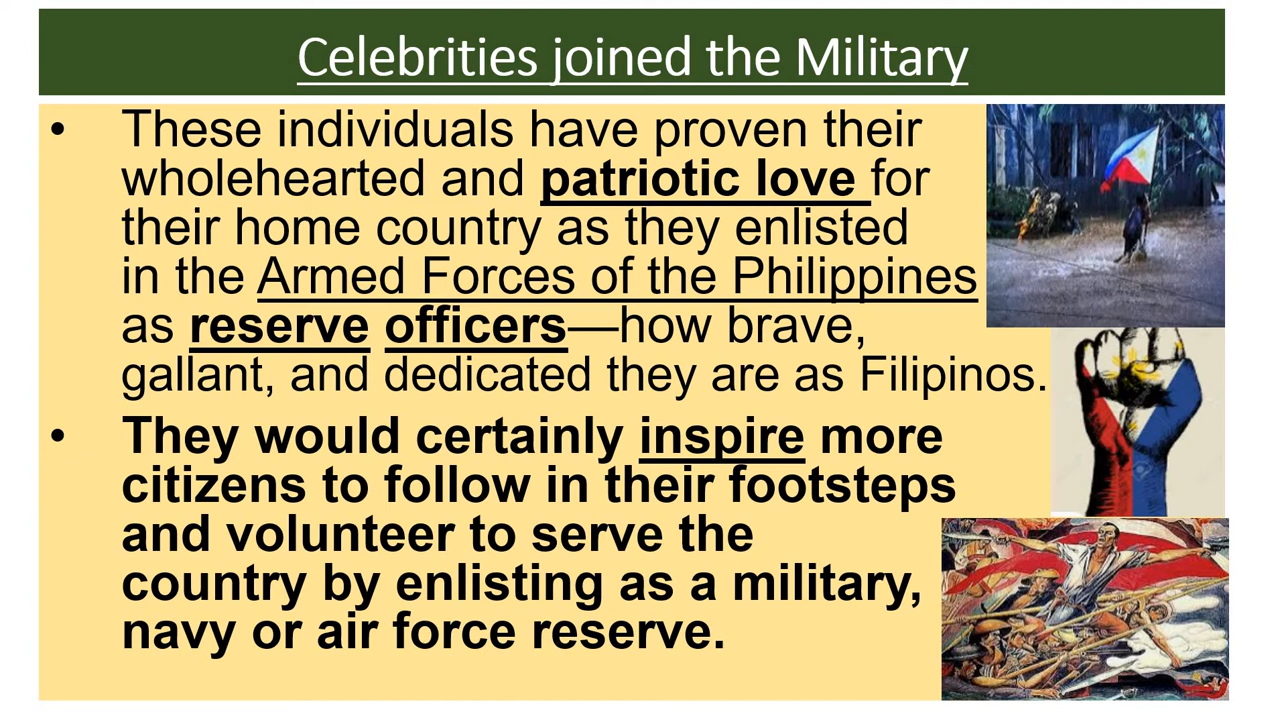 Celebrities joined the Military
• These individuals have proven their
wholehearted and patriotic love for
their home country as they enlisted
in the Armed Forces of the Philippines
as reserve officers—how brave,
gallant, and dedicated they are as Filipinos.
• They would certainly inspire more
citizens to follow in their footsteps
and volunteer to serve the
country by enlisting as a military,
navy or air force reserve.